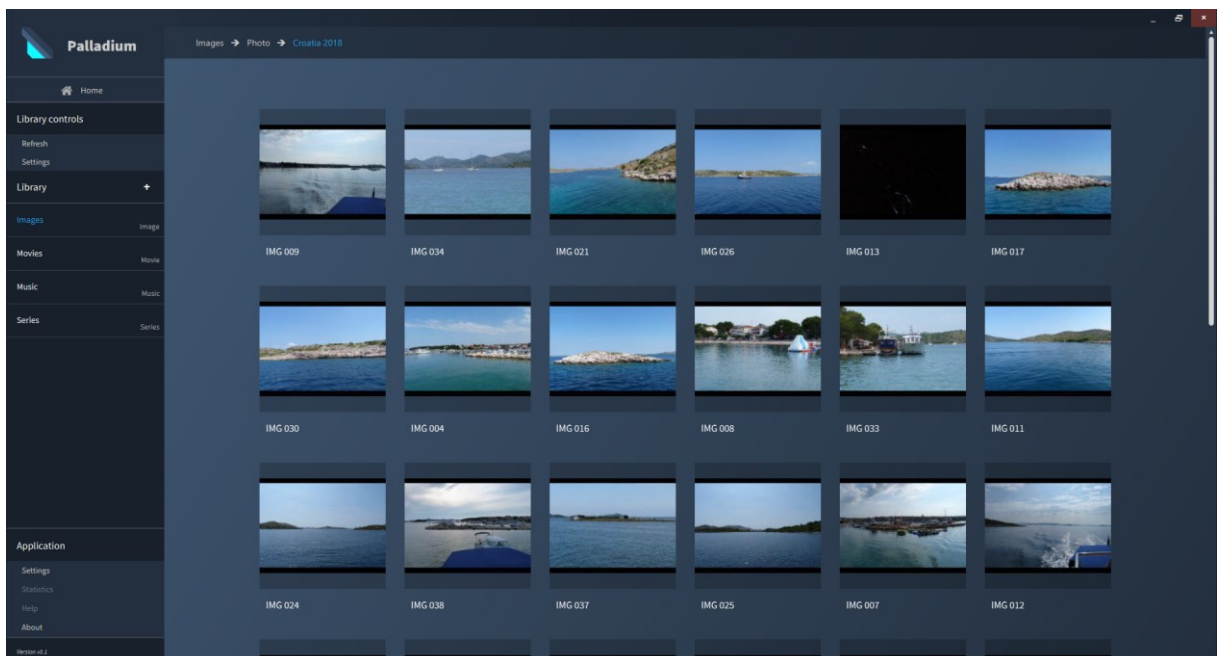 Palladium
Images → Photo → Croatia 2018
Home
Library controls
Refresh
Settings
Library +
Images
Image
Movies
Movie
Music
Music
Series
Series
IMG 009 IMG 034 IMG 021 IMG 026 IMG 013 IMG 017
IMG 030 IMG 004 IMG 016 IMG 008 IMG 033 IMG 011
IMG 024 IMG 038 IMG 037 IMG 025 IMG 007 IMG 012
Application
Settings
Statistics
Help
About
Version v2.1